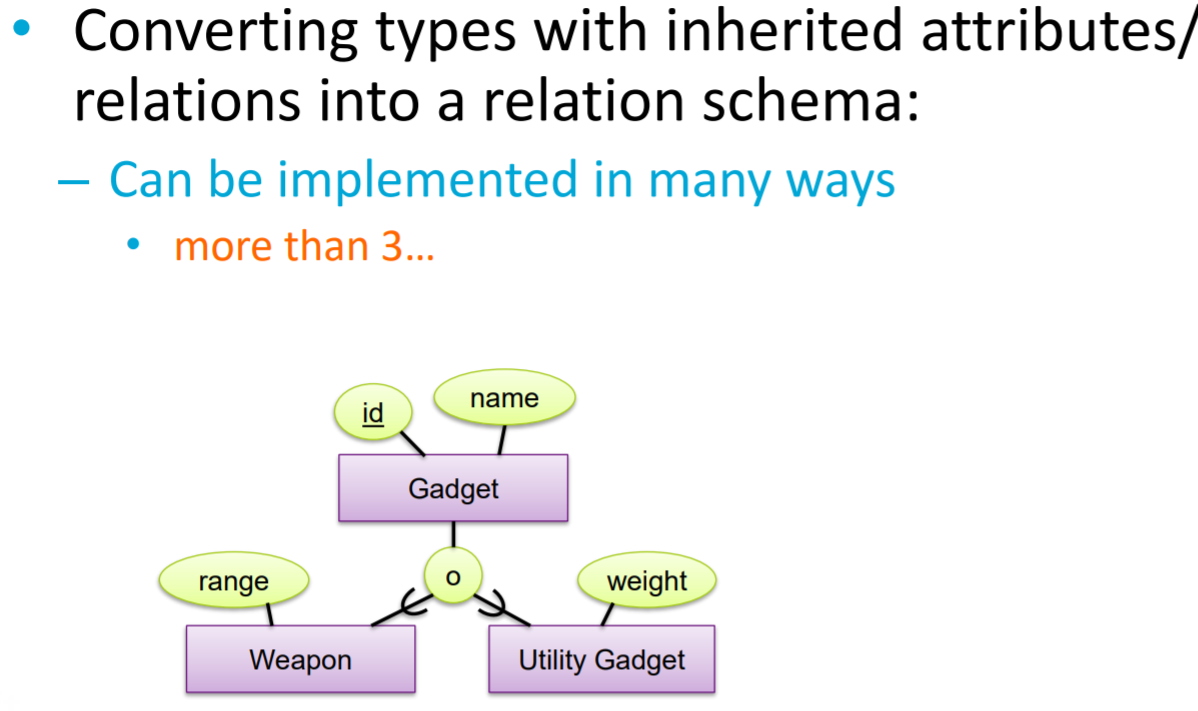 • Converting types with inherited attributes/
relations into a relation schema:
– Can be implemented in many ways
• more than 3...
id
name
Gadget
range
o
weight
Weapon
Utility Gadget